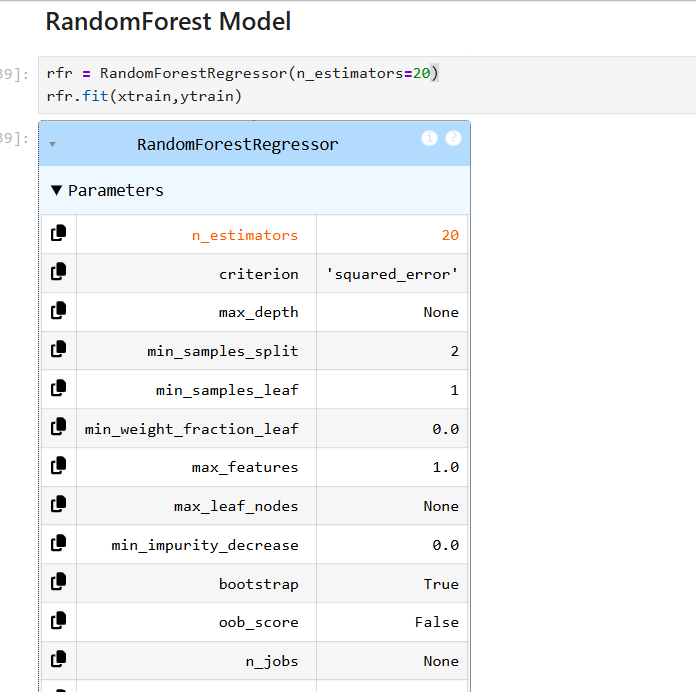 RandomForest Model
39]: rfr = RandomForestRegressor(n_estimators=20)
rfr.fit(xtrain,ytrain)
39]:
RandomForestRegressor i ?
▼ Parameters
n_estimators 20
criterion 'squared_error'
max_depth None
min_samples_split 2
min_samples_leaf 1
min_weight_fraction_leaf 0.0
max_features 1.0
max_leaf_nodes None
min_impurity_decrease 0.0
bootstrap True
oob_score False
n_jobs None